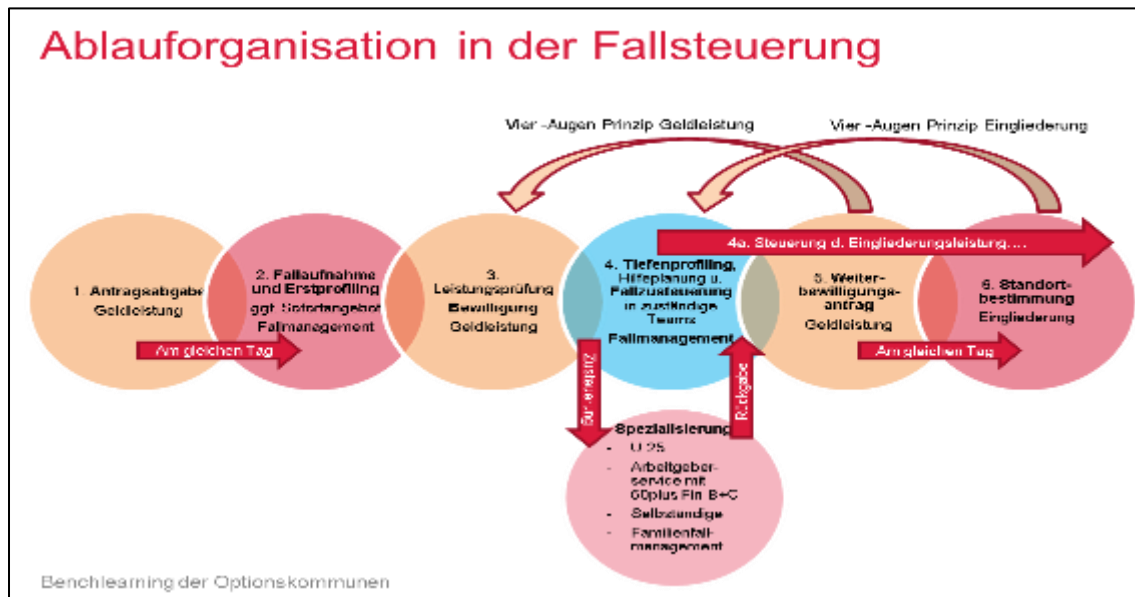 Ablauforganisation in der Fallsteuerung
Vier -Augen Prinzip Geldleistung
Vier -Augen Prinzip Eingliederung
1. Antragsabgabe
Geldleistung
Am gleichen Tag
2. Fallaufnahme
und Erstprofiling
ggf. Sofortangebot
Fallmanagement
3.
Leistungsprüfung
Bewilligung
Geldleistung
4. Tiefenprofiling,
Hilfeplanung u.
Fallzusteuerung
in zuständige
Teams
Fallmanagement
4a. Steuerung d. Eingliederungsleistung....
5. Weiter-
bewilligungs-
antrag
Geldleistung
Am gleichen Tag
6. Standort-
bestimmung
Eingliederung
Zusteuerung
Rückgabe
Spezialisierung
- U 25
- Arbeitgeber-
service mit
Fin B+C
- Selbständige
- Familienfall-
management
Benchlearning der Optionskommunen